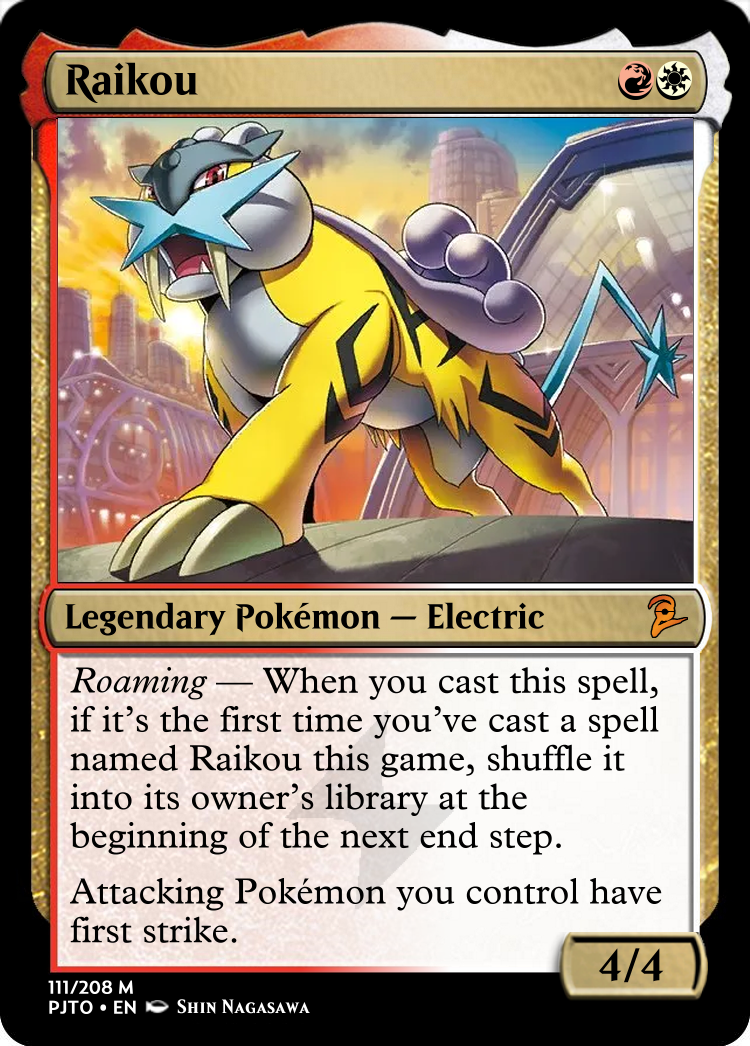 Raikou
Legendary Pokémon — Electric
Roaming — When you cast this spell,
if it's the first time you've cast a spell
named Raikou this game, shuffle it
into its owner's library at the
beginning of the next end step.
Attacking Pokémon you control have
first strike.
4/4
111/208 M
PJTO • EN Shin Nagasawa